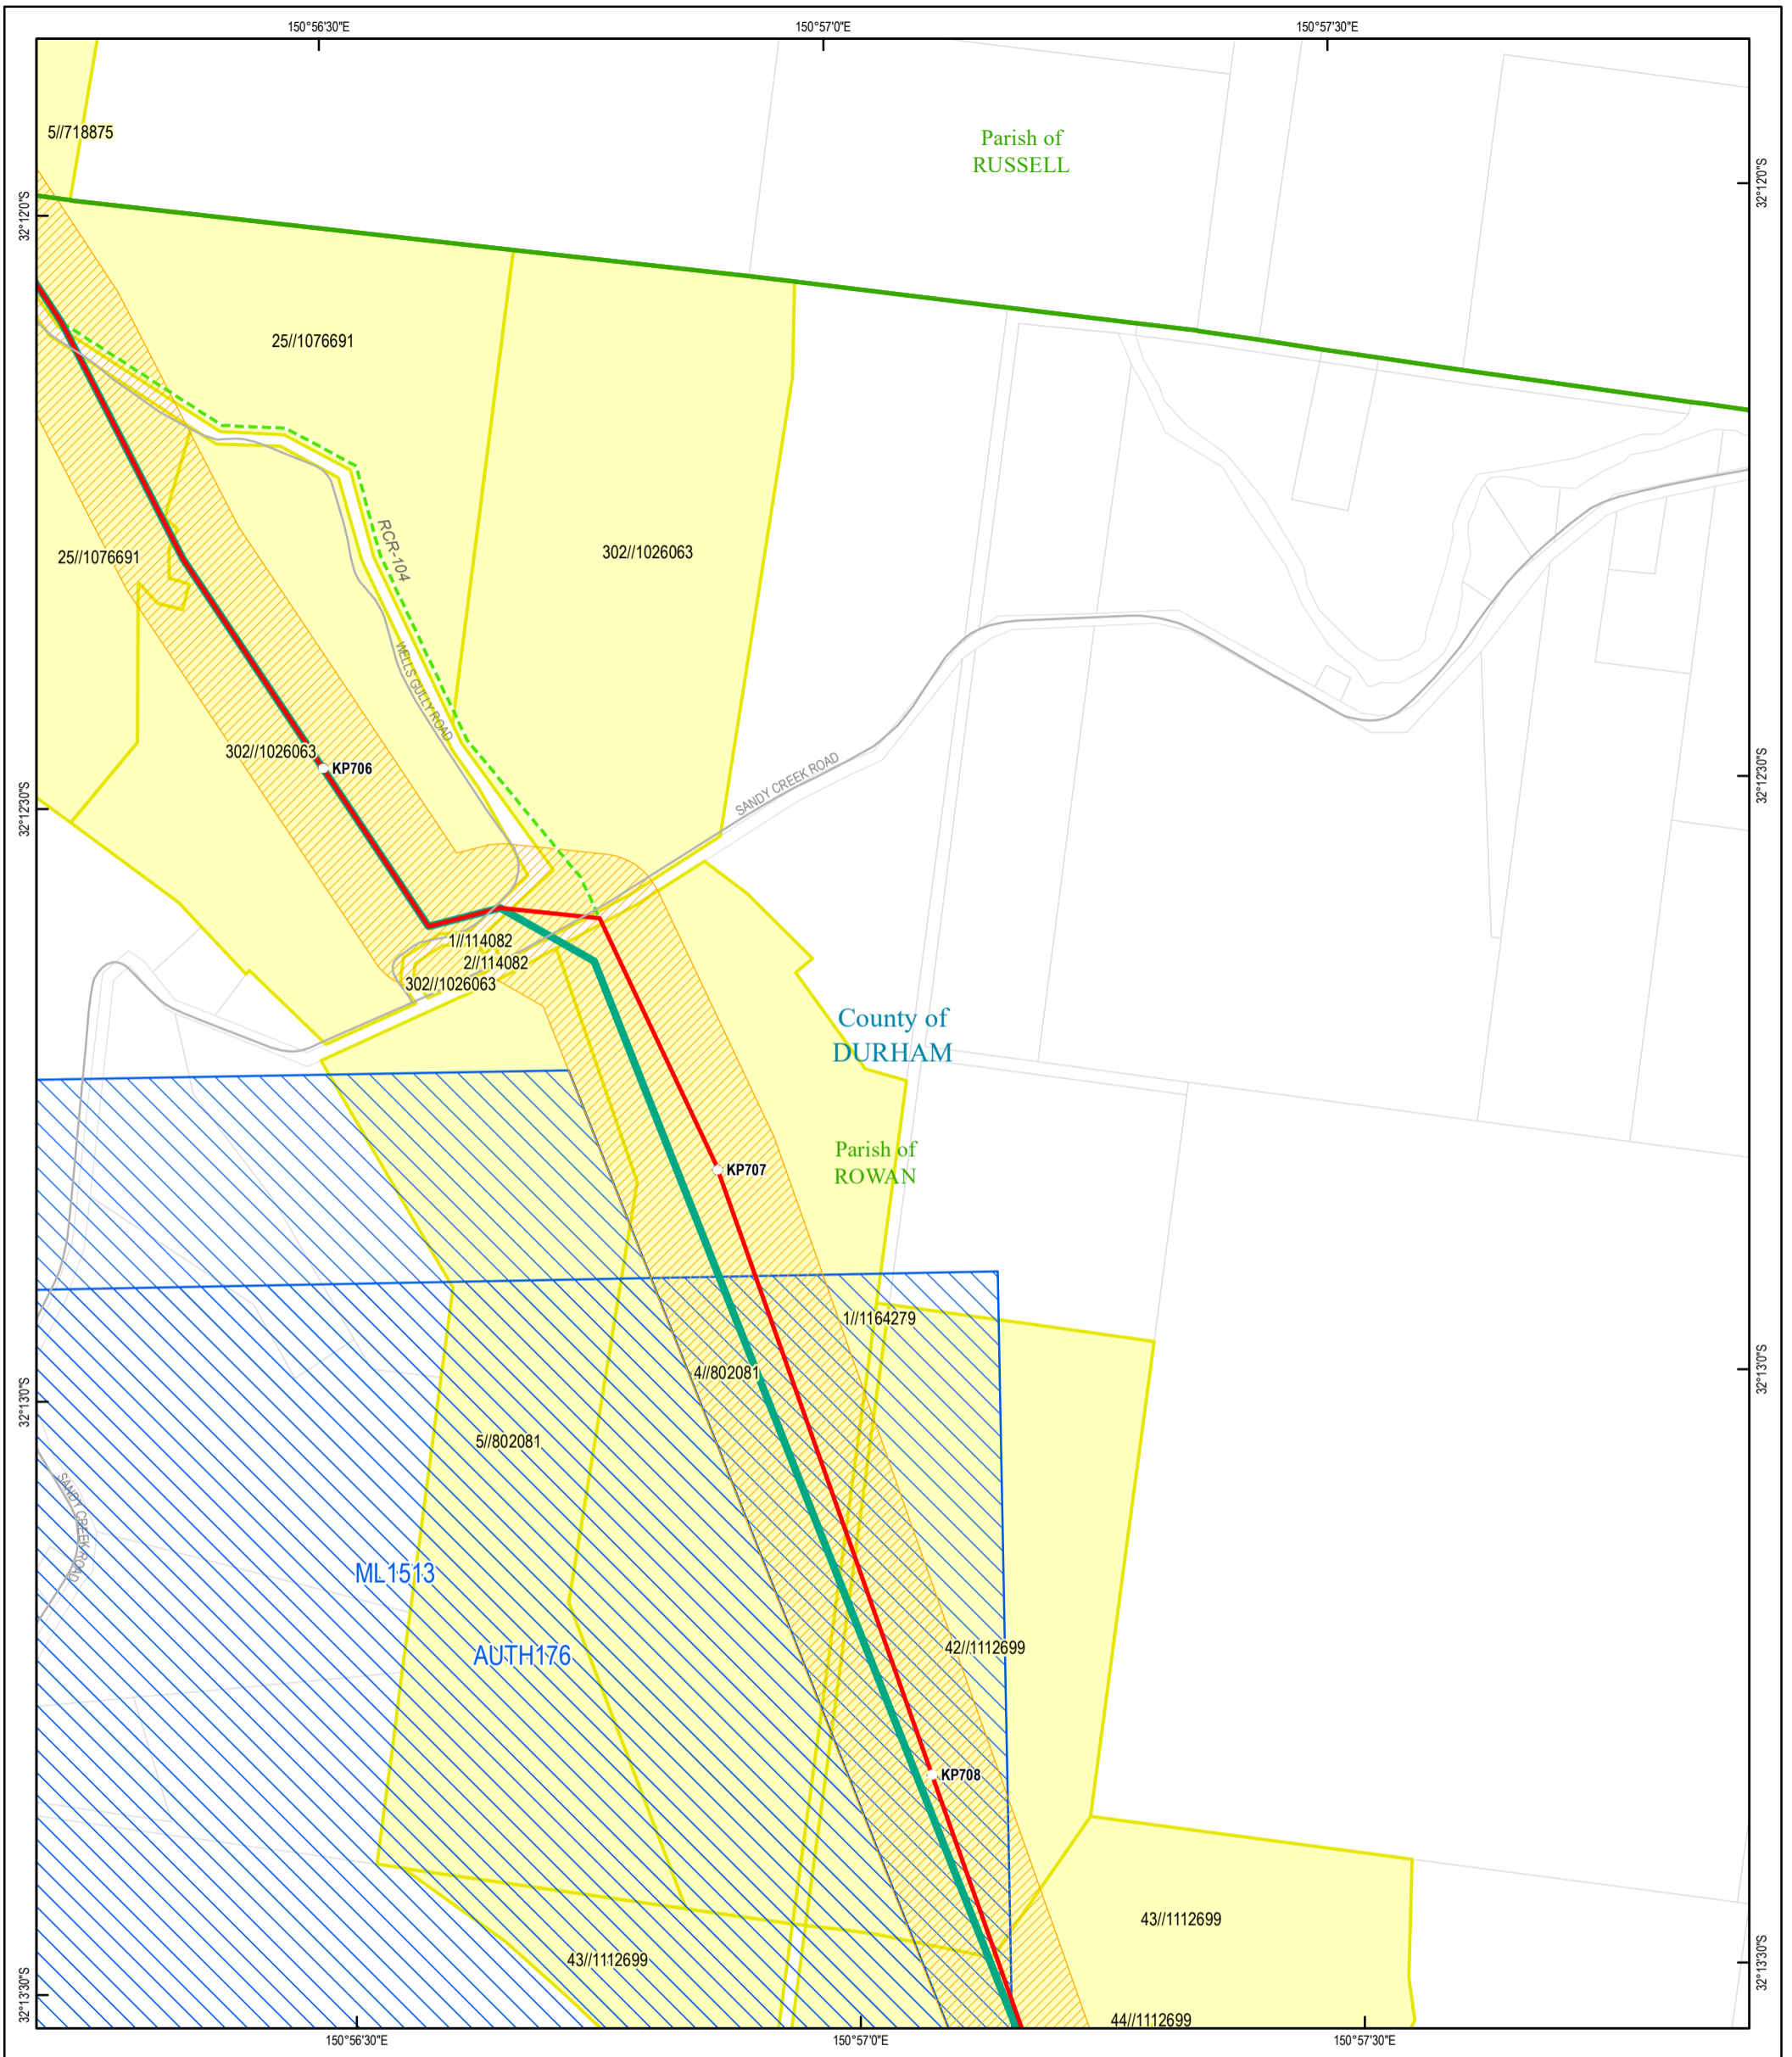 150°56'30"E
150°57'0"E
150°57'30"E
5//718875
Parish of
RUSSELL
32°12'0"S
32°12'0"S
25//1076691
RCR-104
302//1026063
25//1076691
WELLS GULLY ROAD
302//1026063
KP706
SANDY CREEK ROAD
32°12'30"S
32°12'30"S
1//114082
2//114082
302//1026063
County of
DURHAM
Parish of
ROWAN
KP707
1//1164279
4//802081
32°13'0"S
32°13'0"S
5//802081
SANDY CREEK ROAD
ML1513
AUTH176
42//1112699
KP708
43//1112699
43//1112699
32°13'30"S
32°13'30"S
44//1112699
150°56'30"E
150°57'0"E
150°57'30"E